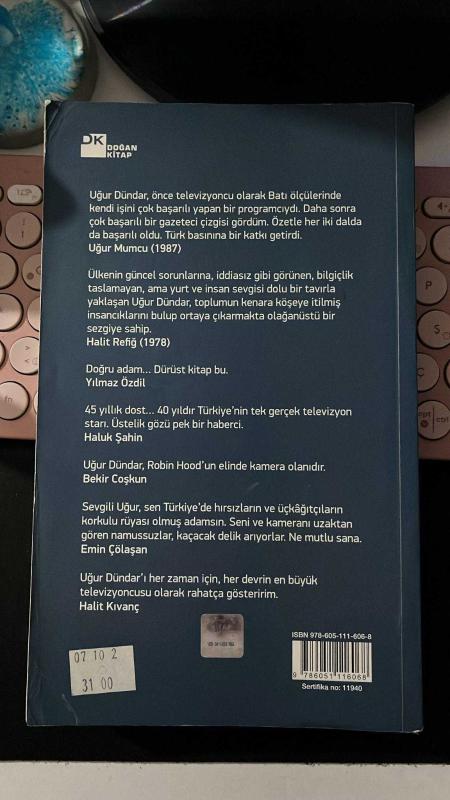 DK DOĞAN
KİTAP
Uğur Dündar, önce televizyoncu olarak Batı ölçülerinde
kendi işini çok başarılı yapan bir programcıydı. Daha sonra
çok başarılı bir gazeteci çizgisi gördüm. Özetle her iki dalda
da başarılı oldu. Türk basınına bir katkı getirdi.
Uğur Mumcu (1987)
Ülkenin güncel sorunlarına, iddiasız gibi görünen, bilgiçlik
taslamayan, ama yurt ve insan sevgisi dolu bir tavırla
yaklaşan Uğur Dündar, toplumun kenara köşeye itilmiş
insancıklarını bulup ortaya çıkarmakta olağanüstü bir
sezgiye sahip.
Halit Refiğ (1978)
Doğru adam... Dürüst kitap bu.
Yılmaz Özdil
45 yıllık dost... 40 yıldır Türkiye'nin tek gerçek televizyon
starı. Üstelik gözü pek bir haberci.
Haluk Şahin
Uğur Dündar, Robin Hood'un elinde kamera olanıdır.
Bekir Coşkun
Sevgili Uğur, sen Türkiye'de hırsızların ve üçkâğıtçıların
korkulu rüyası olmuş adamsın. Seni ve kameranı uzaktan
gören namussuzlar, kaçacak delik arıyorlar. Ne mutlu sana.
Emin Çölaşan
Uğur Dündar'ı her zaman için, her devrin en büyük
televizyoncusu olarak rahatça gösteririm.
Halit Kıvanç
ISBN 978-605-111-606-8
9 786051 116068
Sertifika no: 11940
07 10 2
31 00